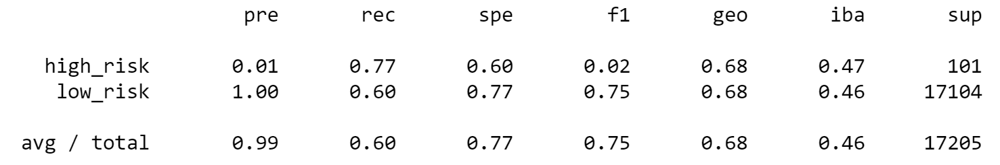 pre rec spe f1 geo iba sup
high_risk 0.01 0.77 0.60 0.02 0.68 0.47 101
low_risk 1.00 0.60 0.77 0.75 0.68 0.46 17104
avg / total 0.99 0.60 0.77 0.75 0.68 0.46 17205